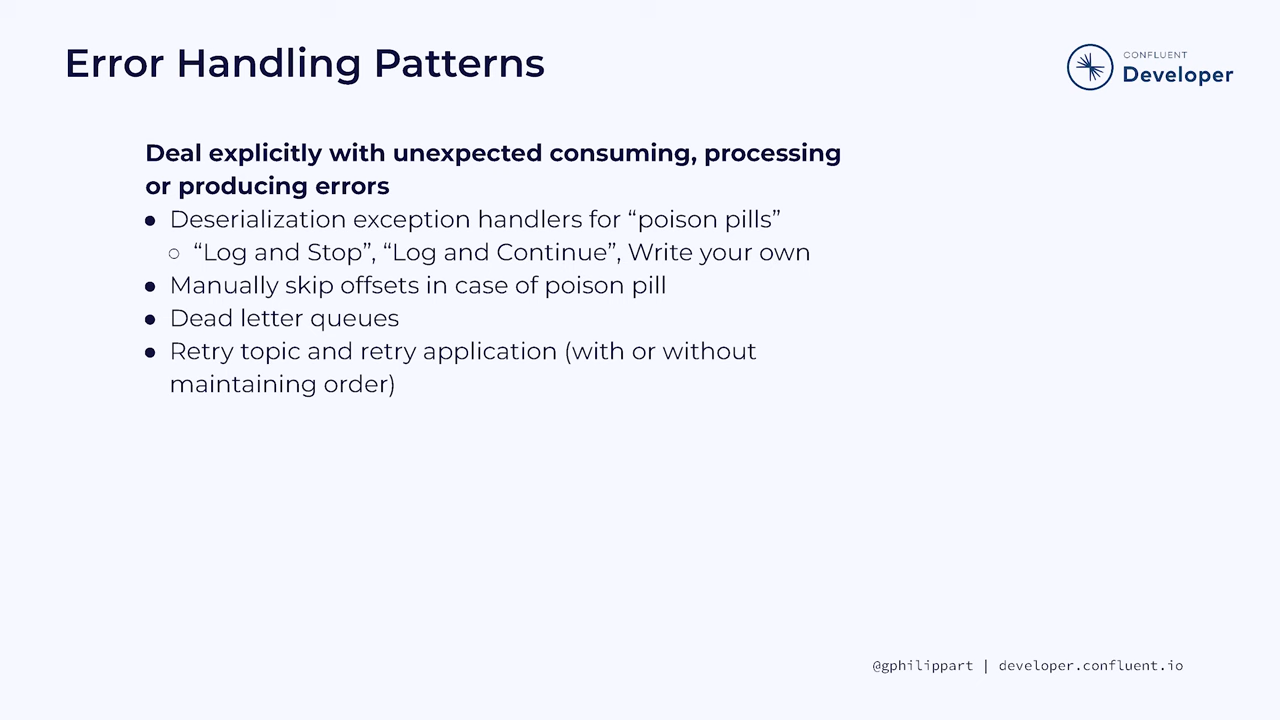 Error Handling Patterns
CONFLUENT
Developer
Deal explicitly with unexpected consuming, processing
or producing errors
● Deserialization exception handlers for “poison pills”
○ “Log and Stop”, “Log and Continue”, Write your own
● Manually skip offsets in case of poison pill
● Dead letter queues
● Retry topic and retry application (with or without
maintaining order)
@gphilippart | developer.confluent.io